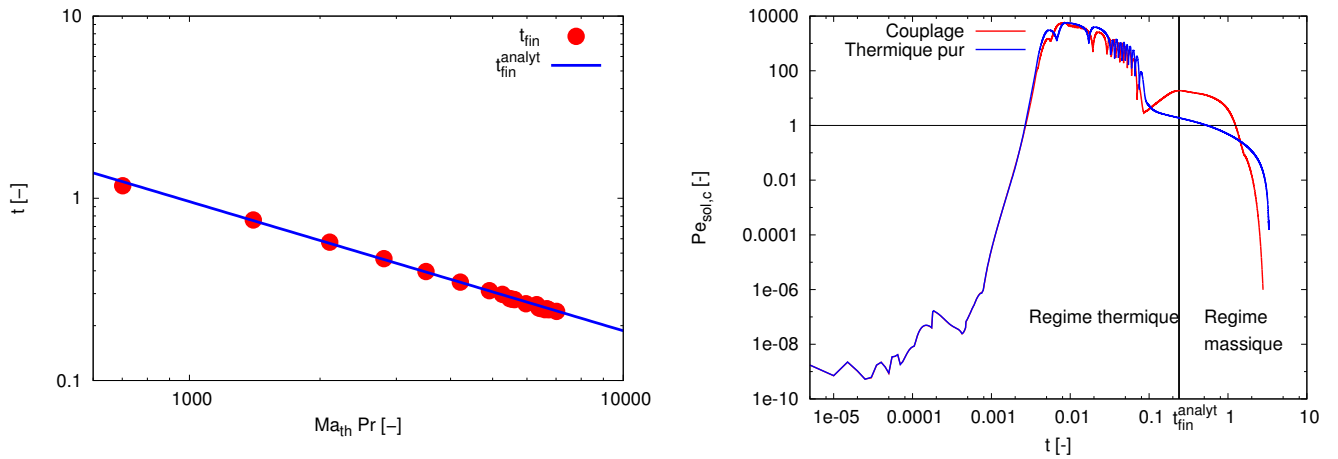 10
1
0.1
t [−]
1000
10000
Ma_th Pr [−]
t_fin
t_fin^analyt
10000
100
1
0.01
0.0001
1e-06
1e-08
1e-10
Pe_sol,c [-]
Couplage
Thermique pur
Regime thermique
Regime
massique
1e-05
0.0001
0.001
0.01
0.1
t_fin^analyt
1
10
t [-]